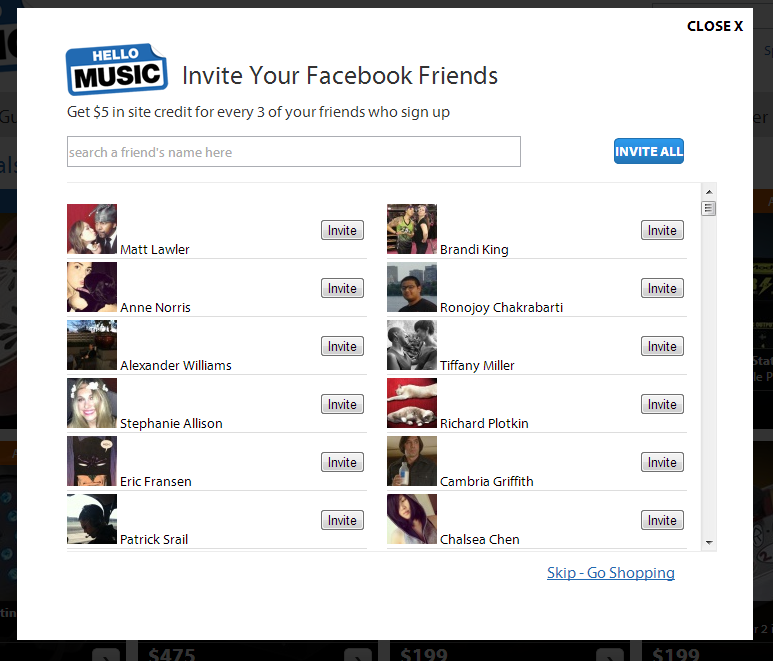 CLOSE X
HELLO
MUSIC
Invite Your Facebook Friends
Get $5 in site credit for every 3 of your friends who sign up
search a friend's name here
INVITE ALL
Matt Lawler
Invite
Brandi King
Invite
Anne Norris
Invite
Ronojoy Chakrabarti
Invite
Alexander Williams
Invite
Tiffany Miller
Invite
Stephanie Allison
Invite
Richard Plotkin
Invite
Eric Fransen
Invite
Cambria Griffith
Invite
Patrick Srail
Invite
Chalsea Chen
Invite
Skip - Go Shopping
$475
$199
$199